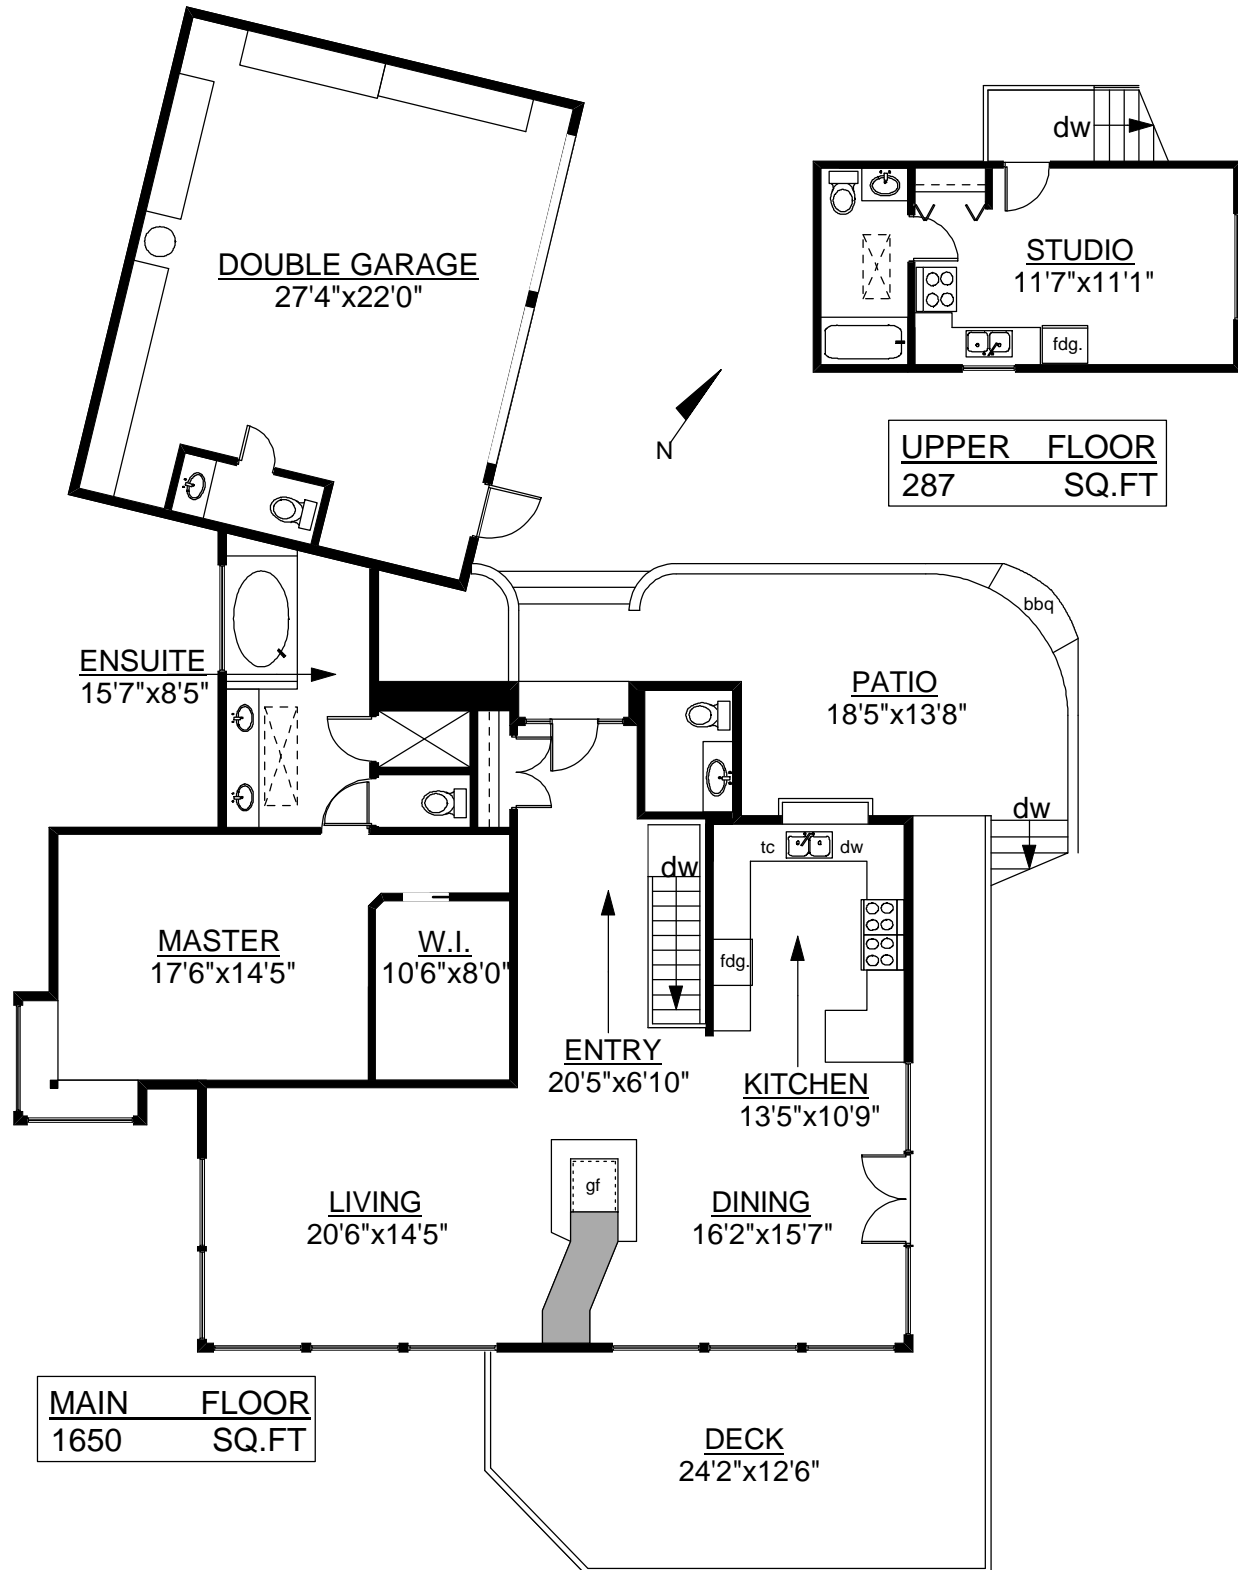 dw
DOUBLE GARAGE
27'4"x22'0"
STUDIO
11'7"x11'1"
fdg.
N
UPPER FLOOR
287 SQ.FT
bbq
ENSUITE
15'7"x8'5"
PATIO
18'5"x13'8"
dw
tc
dw
dw
MASTER
17'6"x14'5"
W.I.
10'6"x8'0"
fdg.
ENTRY
20'5"x6'10"
KITCHEN
13'5"x10'9"
gf
LIVING
20'6"x14'5"
DINING
16'2"x15'7"
MAIN FLOOR
1650 SQ.FT
DECK
24'2"x12'6"